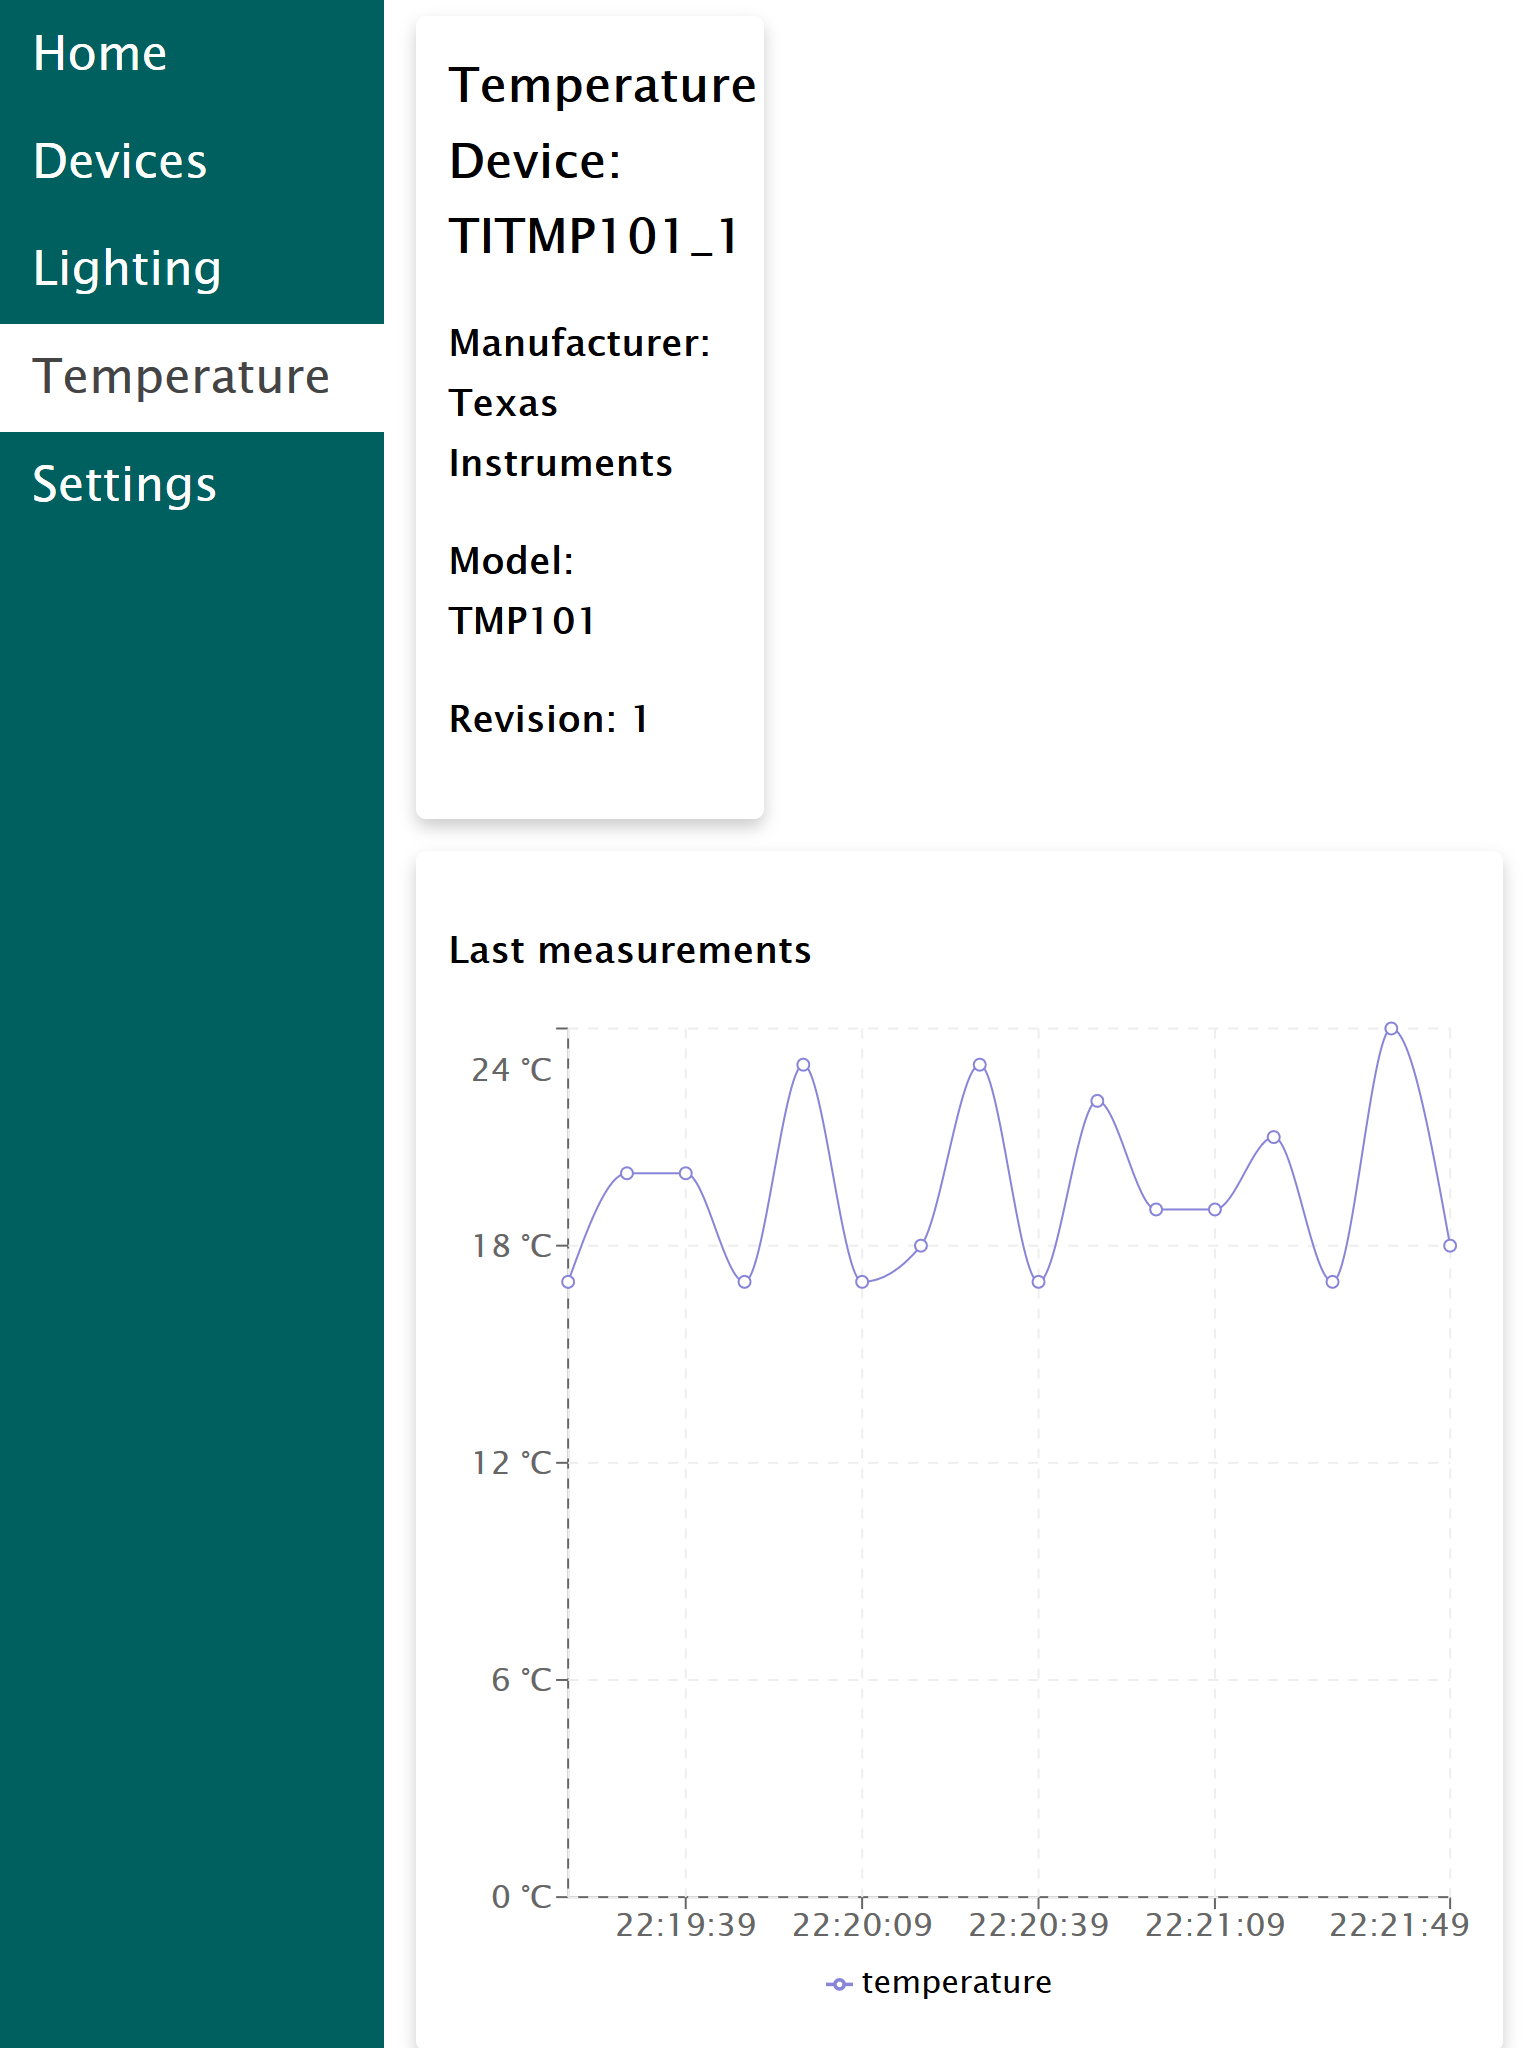 Home
Devices
Lighting
Temperature
Settings
Temperature
Device:
TITMP101_1
Manufacturer:
Texas
Instruments
Model:
TMP101
Revision: 1
Last measurements
24 °C
18 °C
12 °C
6 °C
0 °C
22:19:39 22:20:09 22:20:39 22:21:09 22:21:49
temperature